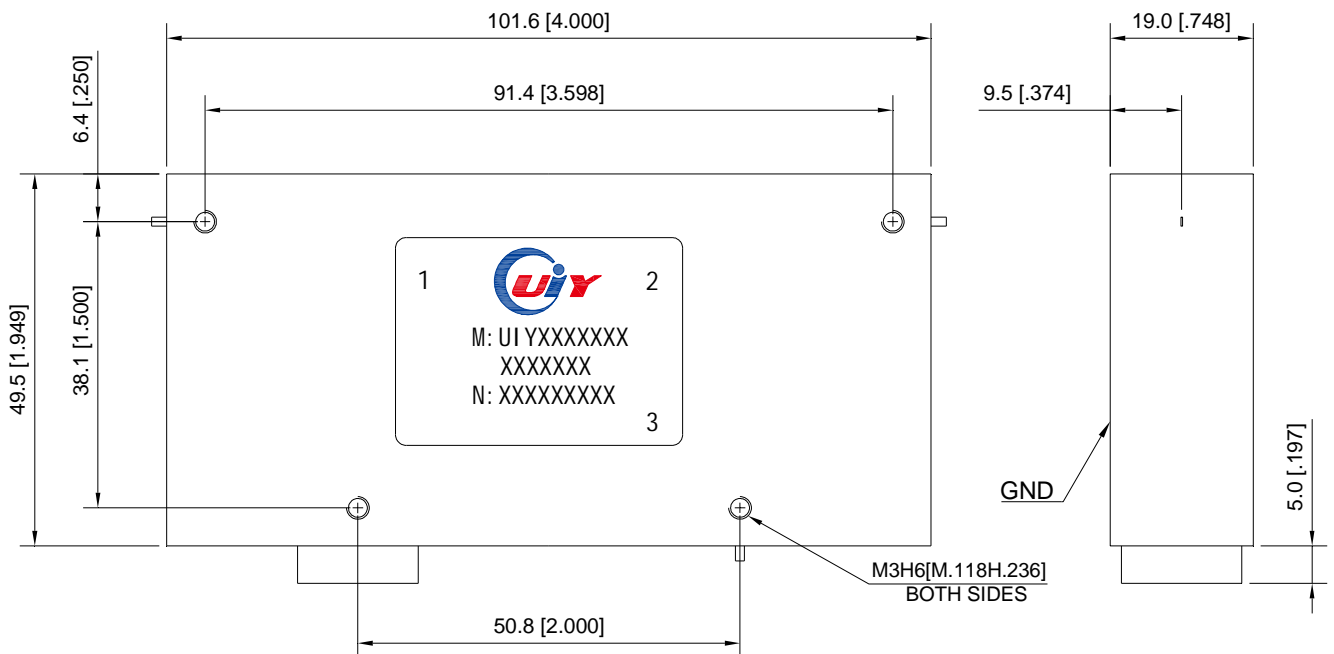 101.6 [4.000]
19.0 [.748]
91.4 [3.598]
9.5 [.374]
6.4 [.250]
49.5 [1.949]
38.1 [1.500]
1
UiY
2
M: UIYXXXXXXXX
XXXXXXX
N: XXXXXXXXX
3
GND
5.0 [.197]
M3H6[M.118H.236]
BOTH SIDES
50.8 [2.000]